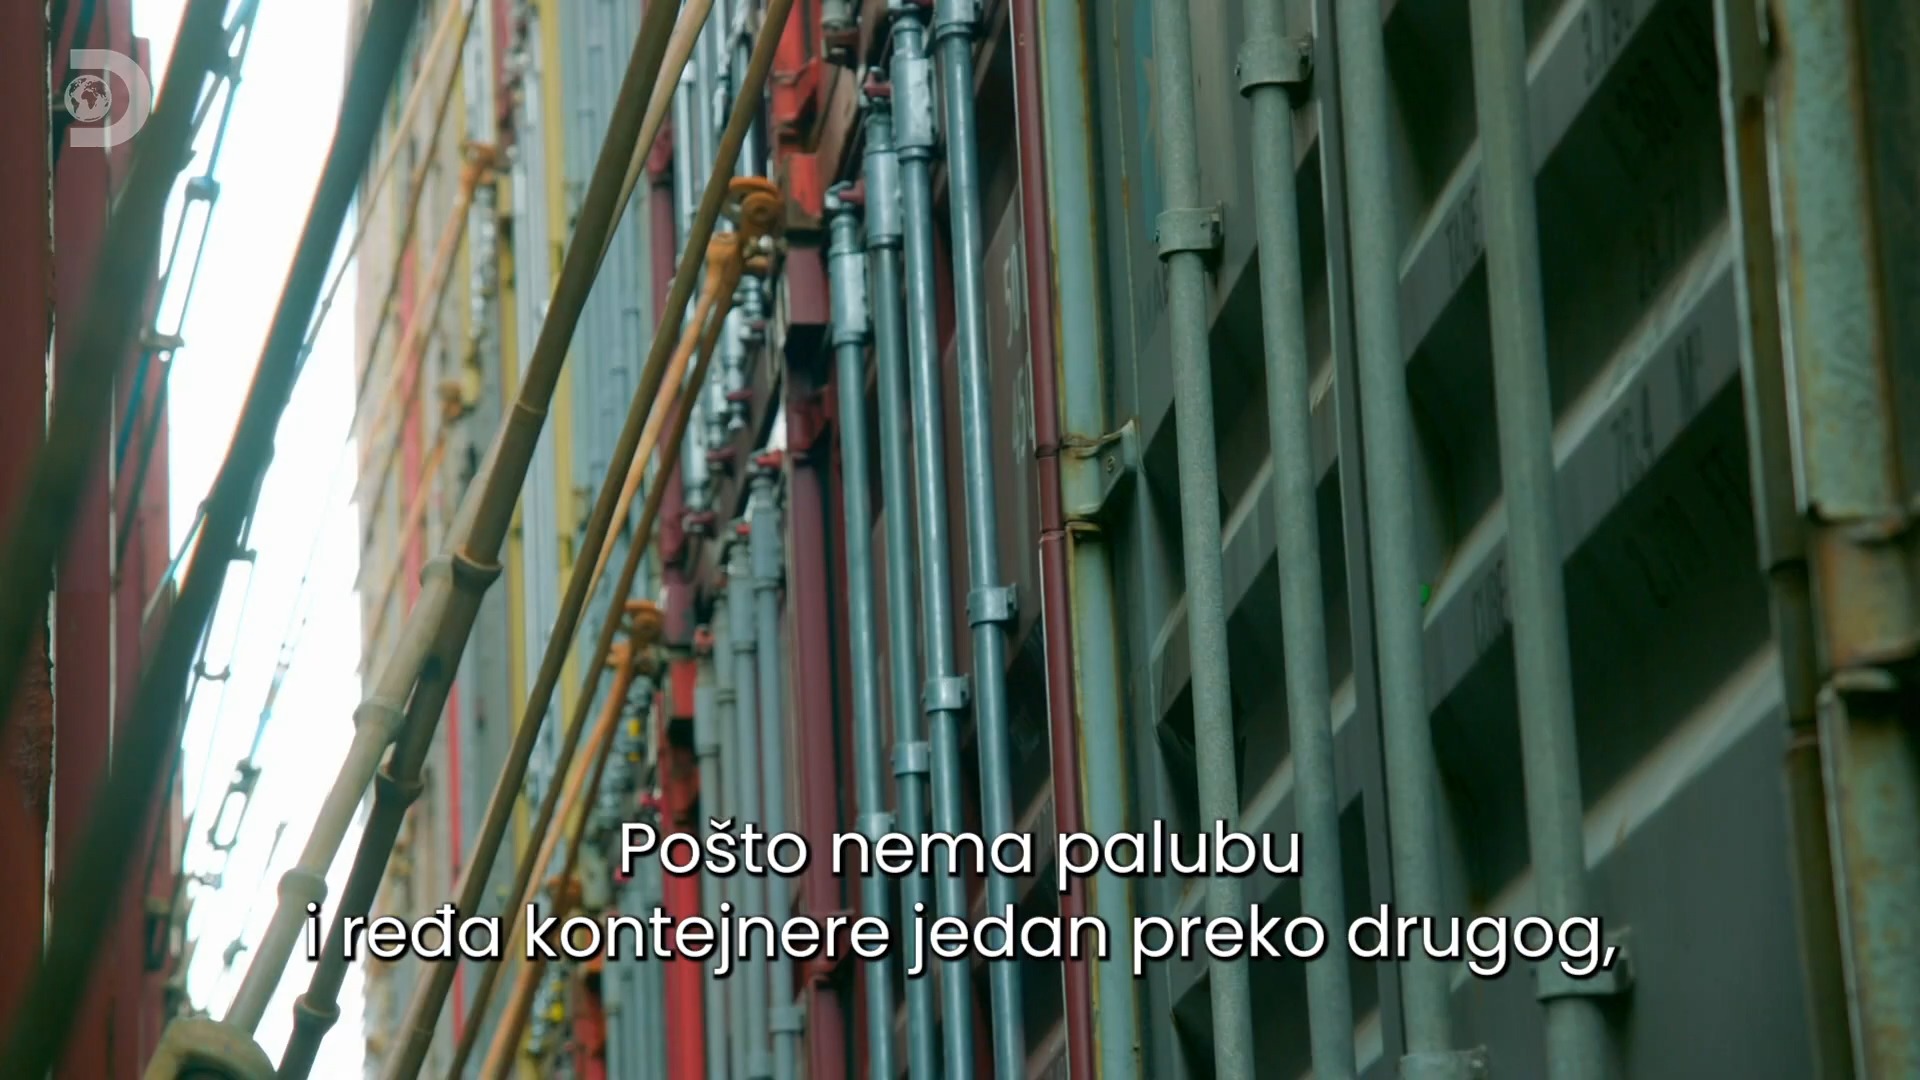 Pošto nema palubu
i ređa kontejnere jedan preko drugog,